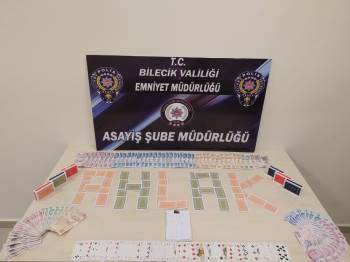 T.C.
BİLECİK VALİLİĞİ
EMNİYET MÜDÜRLÜĞÜ
ASAYİŞ ŞUBE MÜDÜRLÜĞÜ
AHLAK